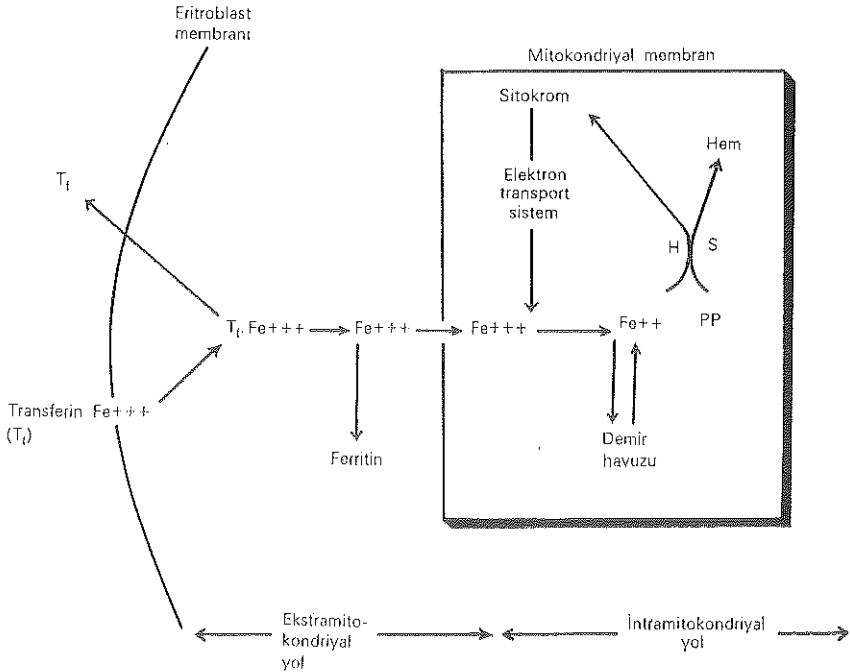 Eritroblast
membranı
Mitokondriyal membran
Sitokrom
Hem
Elektron
transport
sistem
Tf
H S
Tf. Fe+++ Fe+++ Fe+++ Fe++ PP
Transferin Fe+++
(Tf)
Ferritin
Demir
havuzu
Ekstramito-
kondriyal
yol
İntramitokondriyal
yol